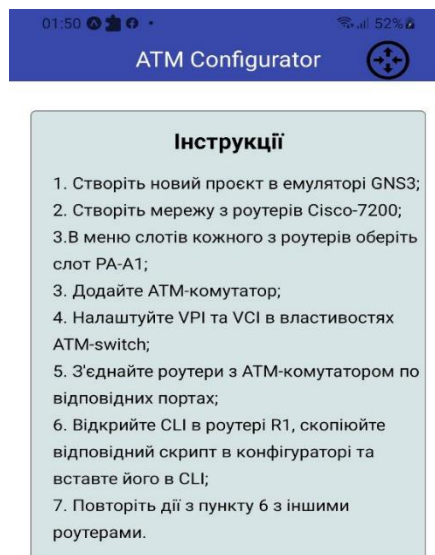 01:50
52%
ATM Configurator
Інструкції
1. Створіть новий проєкт в емуляторі GNS3;
2. Створіть мережу з роутерів Cisco-7200;
3.В меню слотів кожного з роутерів оберіть
слот PA-A1;
3. Додайте АТМ-комутатор;
4. Налаштуйте VPI та VCI в властивостях
ATM-switch;
5. З'єднайте роутери з АТМ-комутатором по
відповідних портах;
6. Відкрийте CLI в роутері R1, скопіюйте
відповідний скрипт в конфігураторі та
вставте його в CLI;
7. Повторіть дії з пункту 6 з іншими
роутерами.